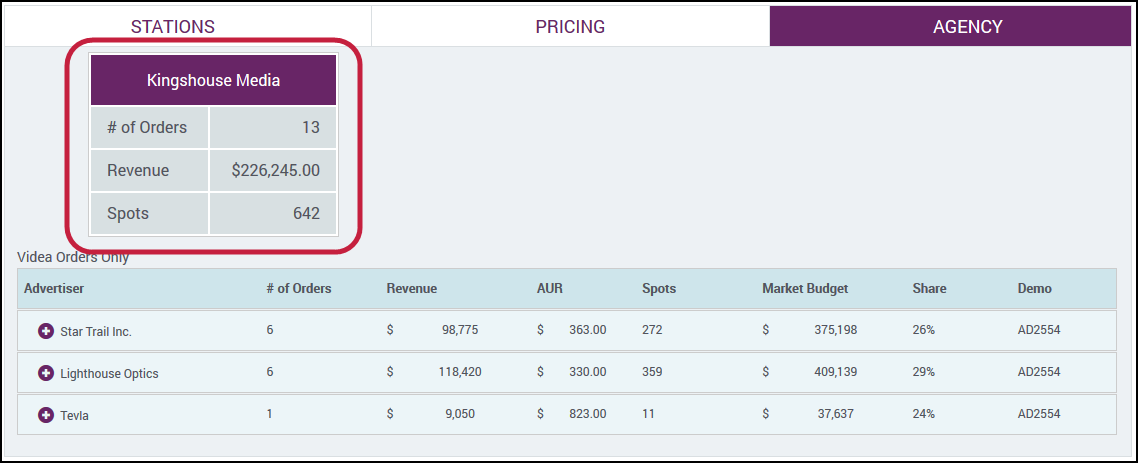 STATIONS PRICING AGENCY
Kingshouse Media
# of Orders 13
Revenue $226,245.00
Spots 642
Videa Orders Only
Advertiser # of Orders Revenue AUR Spots Market Budget Share Demo
Star Trail Inc. 6 $ 98,775 $ 363.00 272 $ 375,198 26% AD2554
Lighthouse Optics 6 $ 118,420 $ 330.00 359 $ 409,139 29% AD2554
Tevla 1 $ 9,050 $ 823.00 11 $ 37,637 24% AD2554